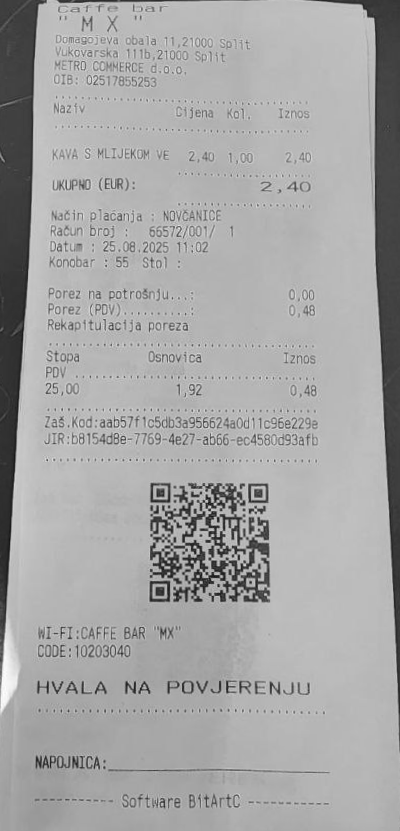 Caffe bar
" M X "
Domagojeva obala 11,21000 Split
Vukovarska 111b,21000 Split
METRO COMMERCE d.o.o.
OIB: 02517855253
Naziv Cijena Kol. Iznos
KAVA S MLIJEKOM VE 2,40 1,00 2,40
UKUPNO (EUR): 2,40
Način plaćanja : NOVČANICE
Račun broj : 66572/001/ 1
Datum : 25.08.2025 11:02
Konobar : 55 Stol :
Porez na potrošnju...: 0,00
Porez (PDV)..........: 0,48
Rekapitulacija poreza
Stopa Osnovica Iznos
PDV
25,00 1,92 0,48
Zaš.Kod:aab57f1c5db3a956624a0d11c96e229e
JIR:b8154d8e-7769-4e27-ab66-ec4580d93afb
WI-FI:CAFFE BAR "MX"
CODE:10203040
HVALA NA POVJERENJU
NAPOJNICA:
Software BitArtC